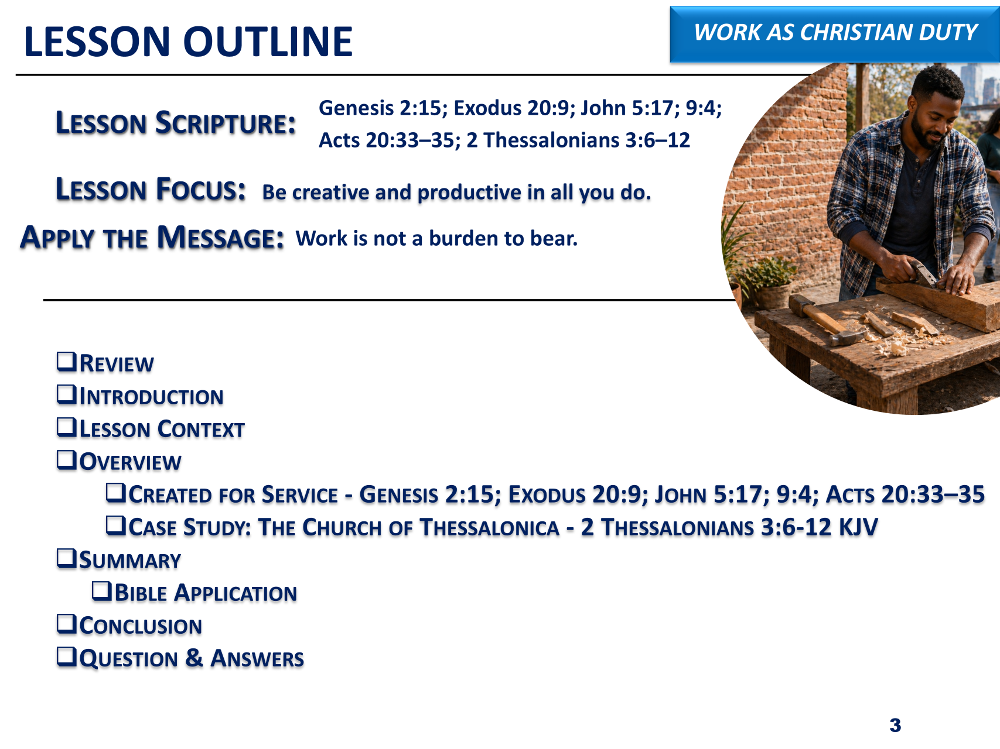 LESSON OUTLINE
WORK AS CHRISTIAN DUTY
LESSON SCRIPTURE:
Genesis 2:15; Exodus 20:9; John 5:17; 9:4;
Acts 20:33–35; 2 Thessalonians 3:6–12
LESSON FOCUS: Be creative and productive in all you do.
APPLY THE MESSAGE: Work is not a burden to bear.
❑REVIEW
❑INTRODUCTION
❑LESSON CONTEXT
❑OVERVIEW
❑CREATED FOR SERVICE - GENESIS 2:15; EXODUS 20:9; JOHN 5:17; 9:4; ACTS 20:33–35
❑CASE STUDY: THE CHURCH OF THESSALONICA - 2 THESSALONIANS 3:6-12 KJV
❑SUMMARY
❑BIBLE APPLICATION
❑CONCLUSION
❑QUESTION & ANSWERS
3